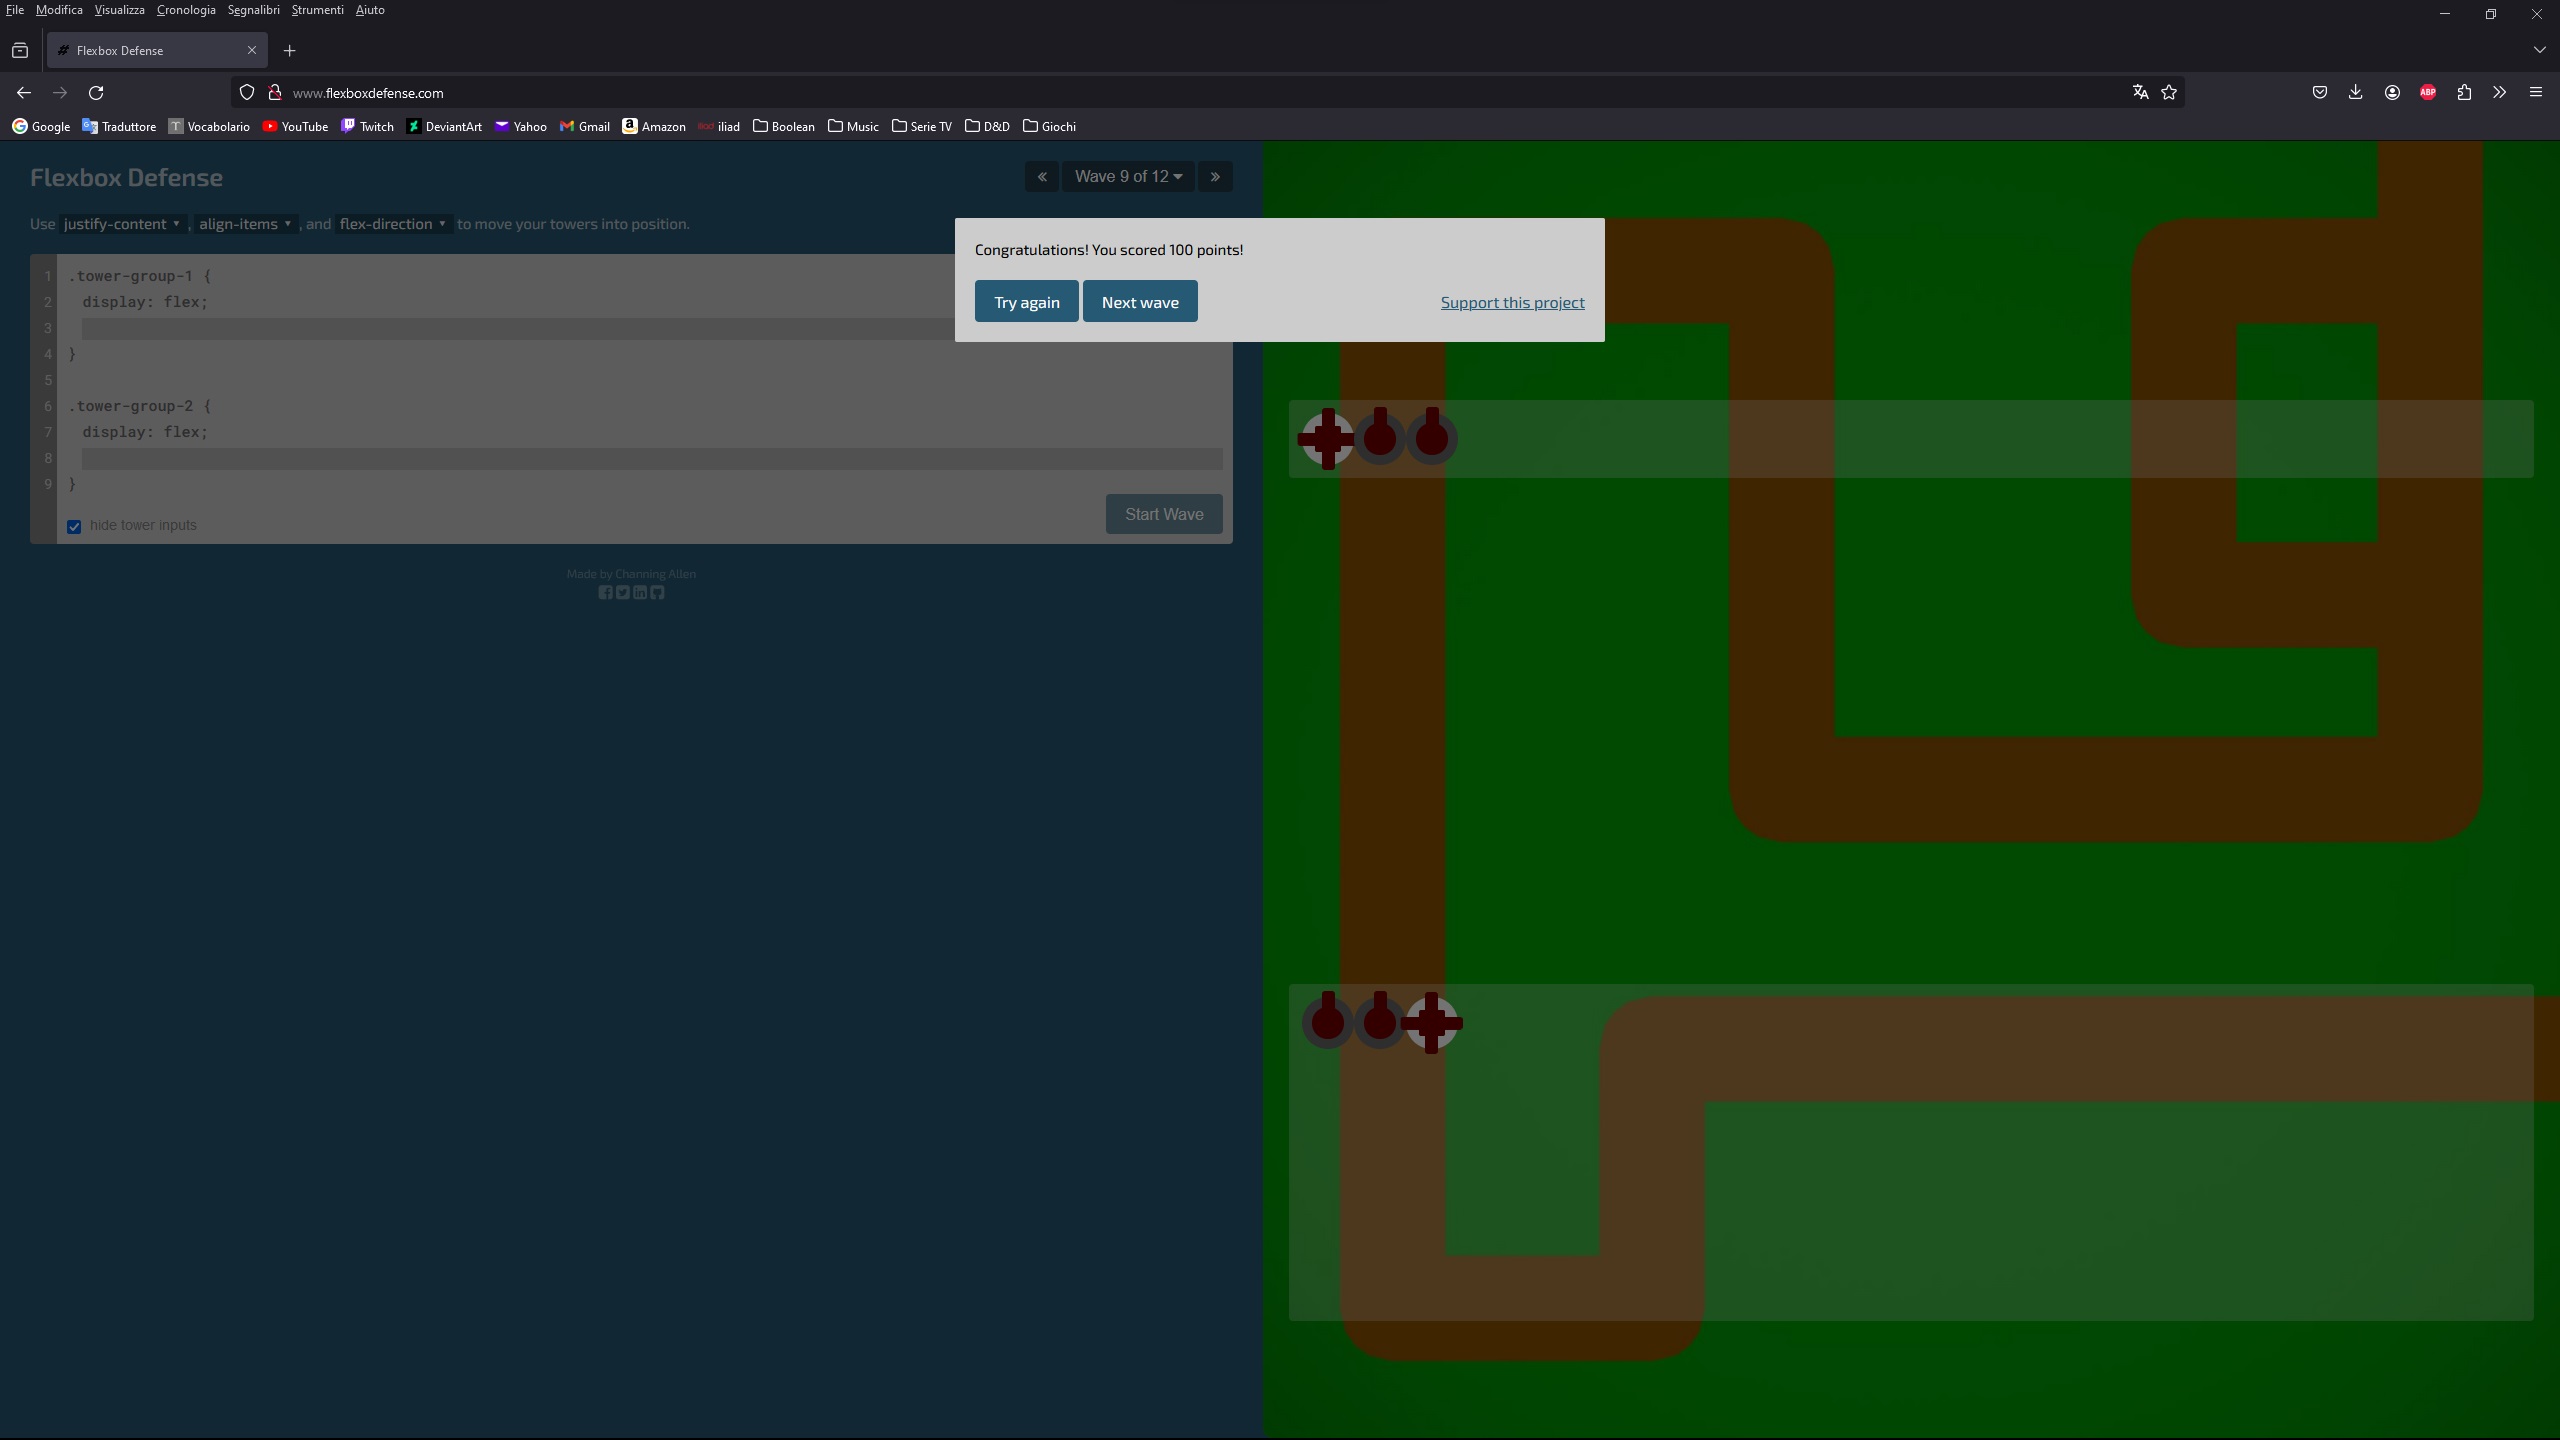 File Modifica Visualizza Cronologia Segnalibri Strumenti Aiuto
Flexbox Defense
www.flexboxdefense.com
ABP
Google Traduttore T Vocabolario YouTube Twitch DeviantArt Yahoo Gmail Amazon iliad iliad Boolean Music Serie TV D&D Giochi
Flexbox Defense
« Wave 9 of 12 »
Use justify-content, align-items, and flex-direction to move your towers into position.
Congratulations! You scored 100 points!
Try again Next wave Support this project
1 .tower-group-1 {
2 display: flex;
3
4 }
5
6 .tower-group-2 {
7 display: flex;
8
9 }
hide tower inputs
Start Wave
Made by Channing Allen